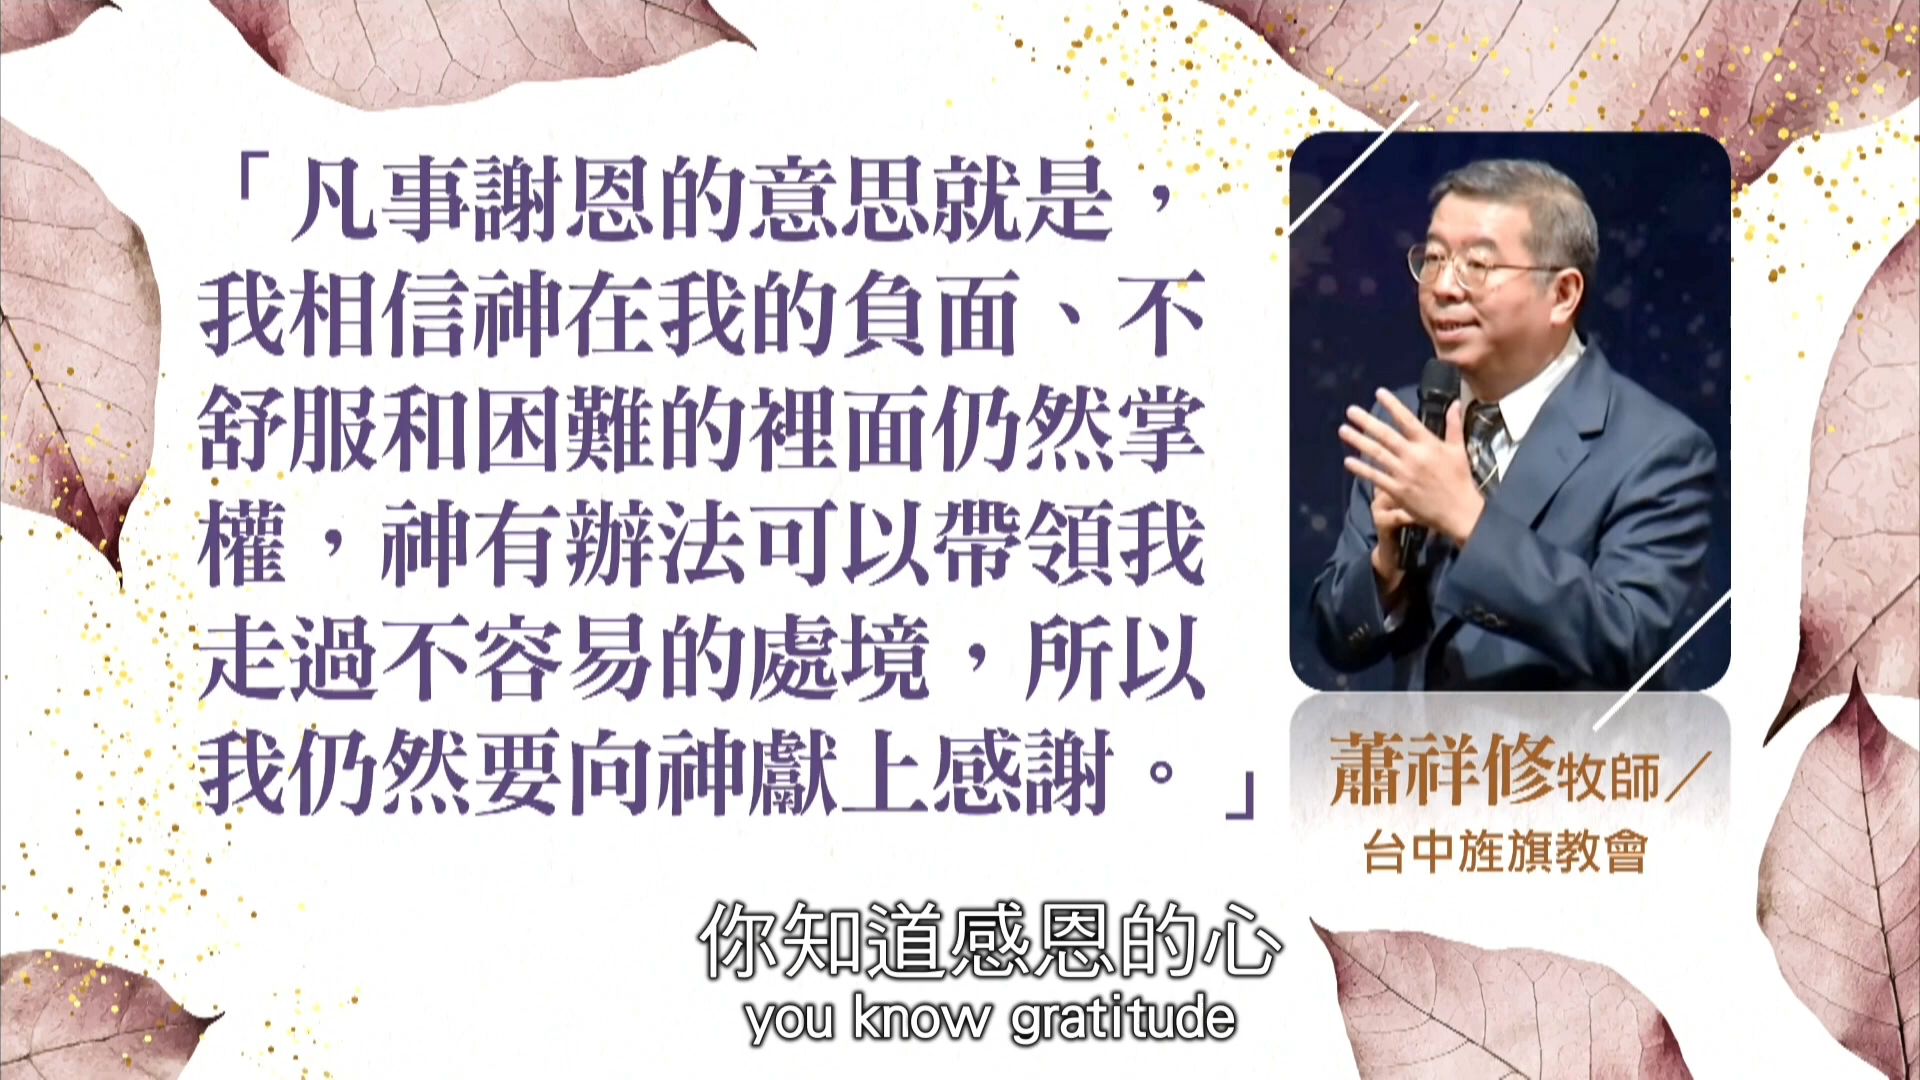 「凡事謝恩的意思就是，
我相信神在我的負面、不
舒服和困難的裡面仍然掌
權，神有辦法可以帶領我
走過不容易的處境，所以
我仍然要向神獻上感謝。」
蕭祥修牧師／
台中旌旗教會
你知道感恩的心
you know gratitude